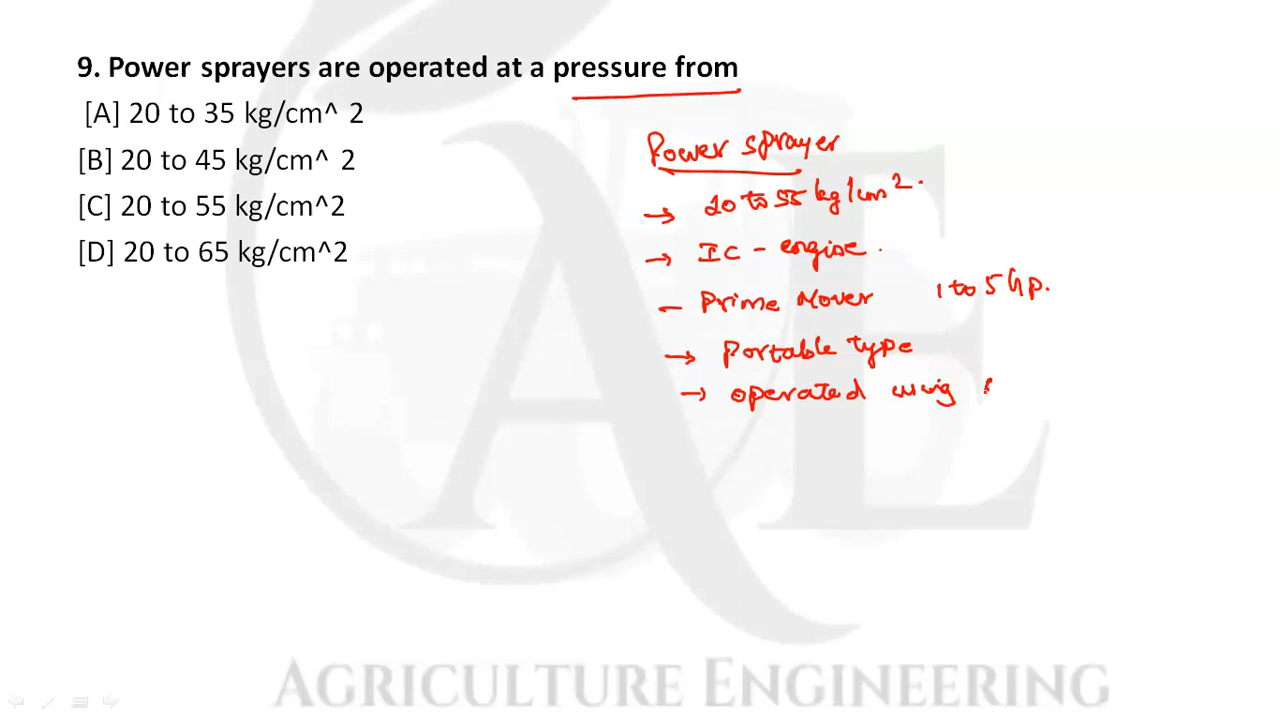 9. Power sprayers are operated at a pressure from
[A] 20 to 35 kg/cm^ 2
[B] 20 to 45 kg/cm^ 2
[C] 20 to 55 kg/cm^2
[D] 20 to 65 kg/cm^2
Power sprayer
→ 20 to 55 kg/cm2.
→ IC - engine.
- Prime Mover 1 to 5 hp.
→ Portable type
→ operated using
AE
AGRICULTURE ENGINEERING